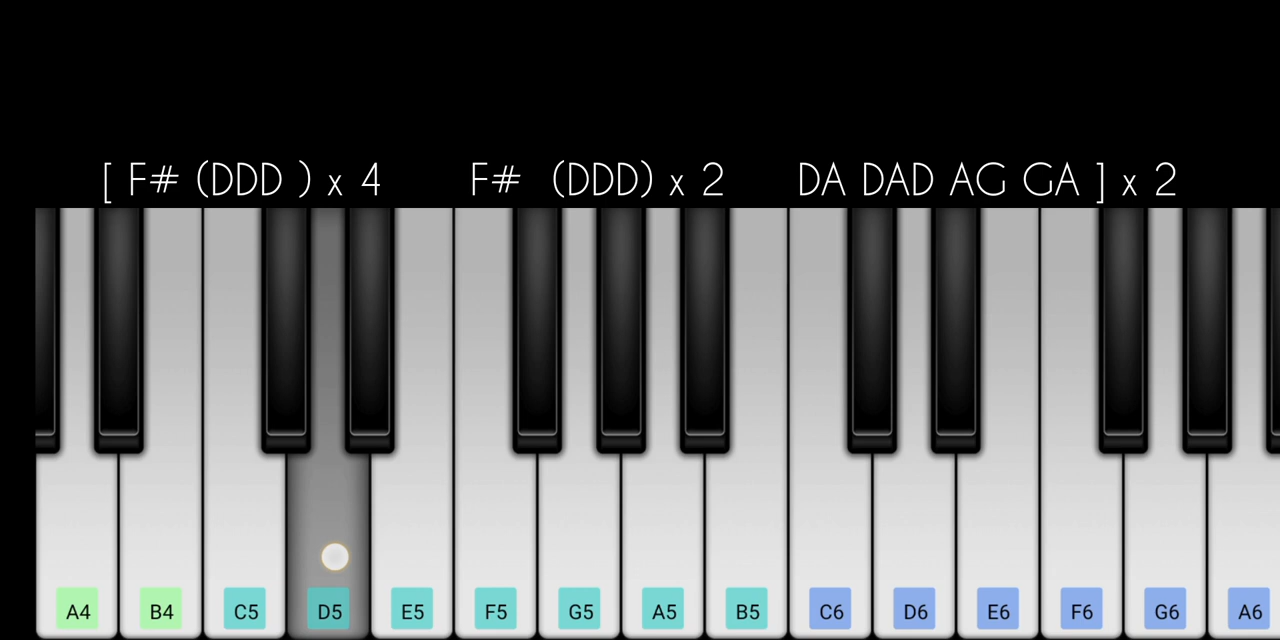 [ F# (DDD ) x 4 F# (DDD) x 2 DA DAD AG GA ] x 2
A4 B4 C5 D5 E5 F5 G5 A5 B5 C6 D6 E6 F6 G6 A6